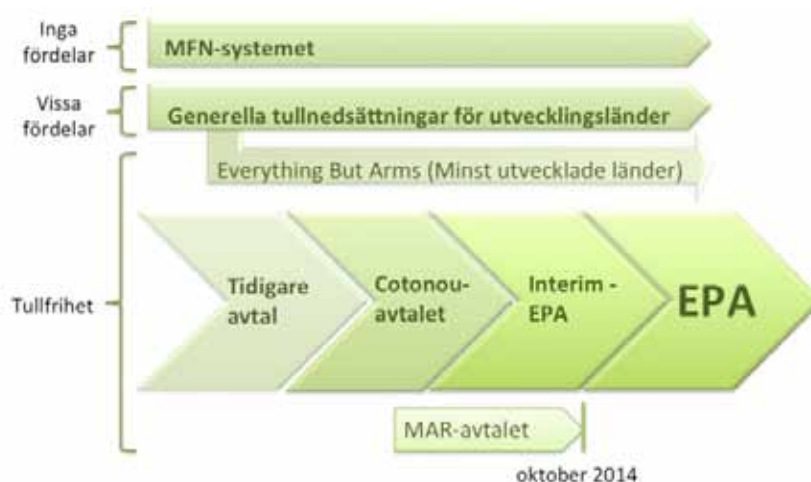 Inga
fördelar
MFN-systemet
Vissa
fördelar
Generella tullnedsättningar för utvecklingsländer
Everything But Arms (Minst utvecklade länder)
Tullfrihet
Tidigare
avtal
Cotonou-
avtalet
Interim -
EPA
EPA
MAR-avtalet
oktober 2014